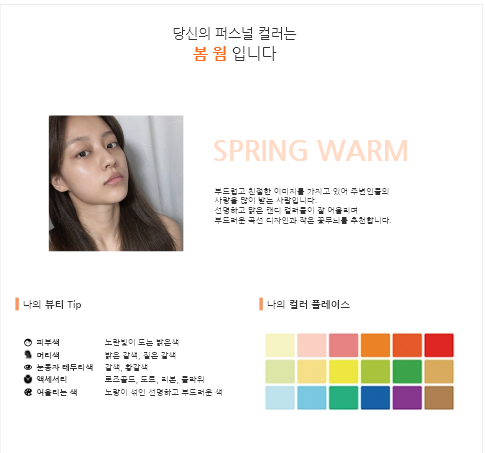 당신의 퍼스널 컬러는
봄 웜 입니다
SPRING WARM
부드럽고 친절한 이미지를 가지고 있어 주변인들의
사랑을 많이 받는 사람입니다.
선명하고 맑은 캔디 컬러들이 잘 어울리며
부드러운 곡선 디자인과 작은 꽃무늬를 추천합니다.
나의 뷰티 Tip
나의 컬러 플레이스
피부색 노란빛이 도는 밝은색
머리색 밝은 갈색, 짙은 갈색
눈동자 테두리색 갈색, 황갈색
액세서리 로즈골드, 도트, 리본, 플라워
어울리는 색 노랑이 섞인 선명하고 부드러운 색